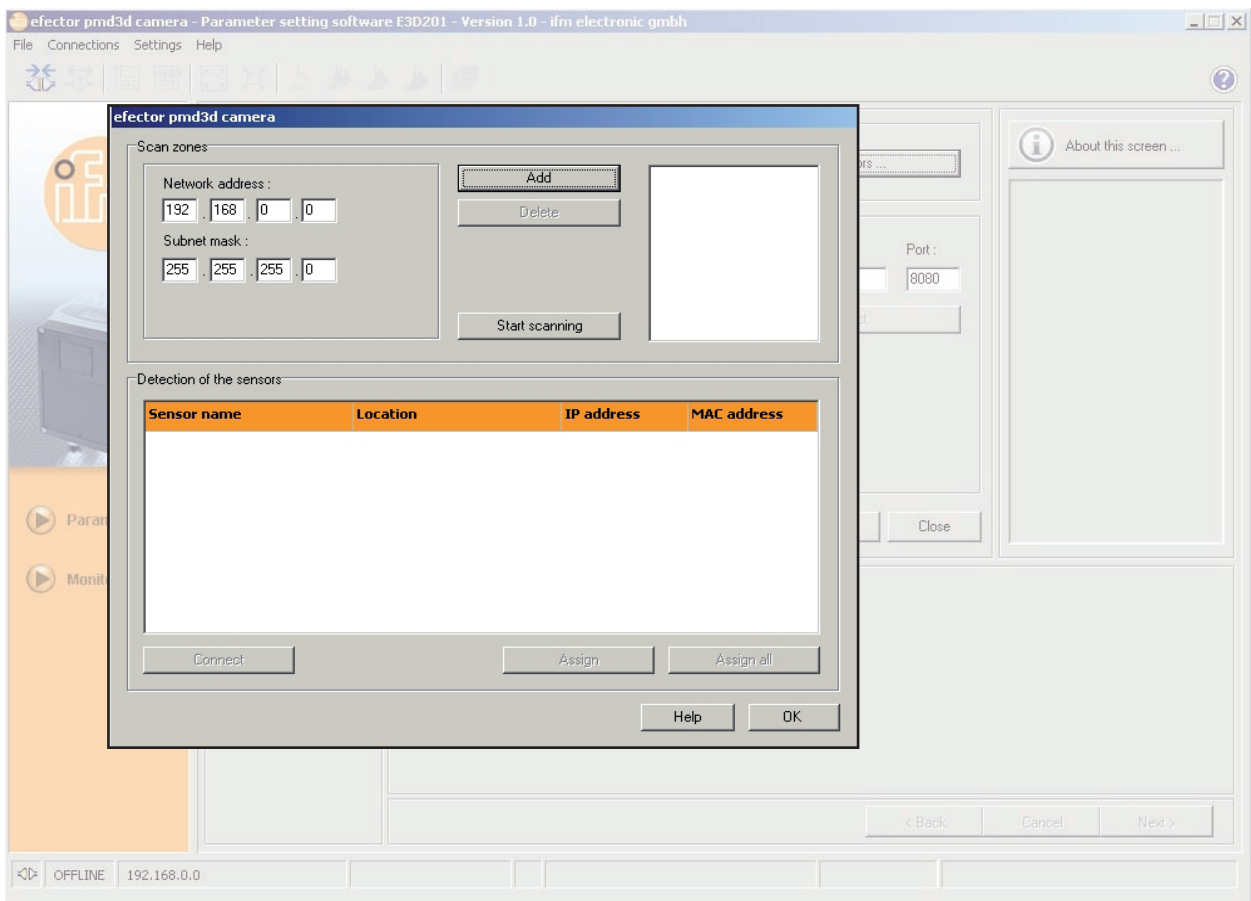 efector pmd3d camera - Parameter setting software E3D201 - Version 1.0 - ifm electronic gmbh
File Connections Settings Help
efector pmd3d camera
Scan zones
Network address :
192 . 168 . 0 . 0
Subnet mask :
255 . 255 . 255 . 0
Add
Delete
Start scanning
Detection of the sensors
Sensor name Location IP address MAC address
Connect Assign Assign all
Help OK
ors ...
Port :
8080
About this screen ...
Close
Param
Monit
< Back Cancel Next >
OFFLINE 192.168.0.0